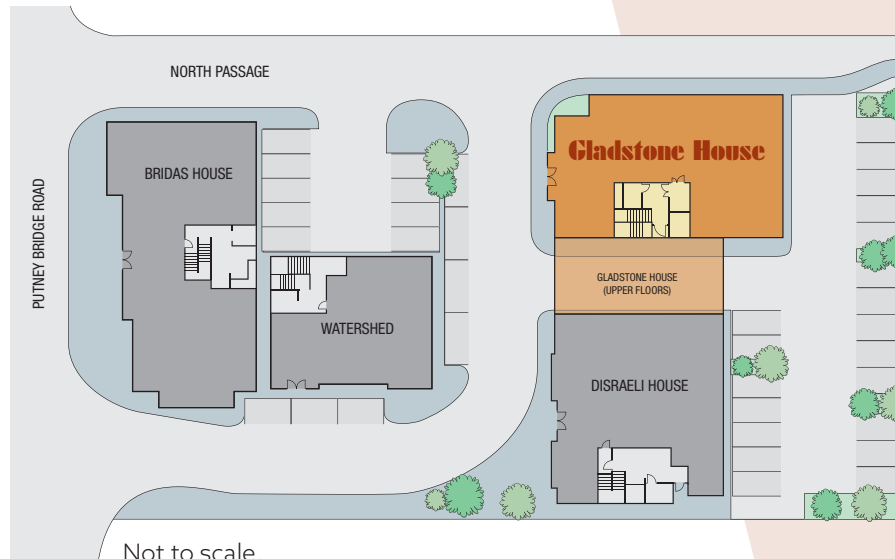 NORTH PASSAGE
BRIDAS HOUSE
Gladstone House
PUTNEY BRIDGE ROAD
GLADSTONE HOUSE
(UPPER FLOORS)
WATERSHED
DISRAELI HOUSE
Not to scale